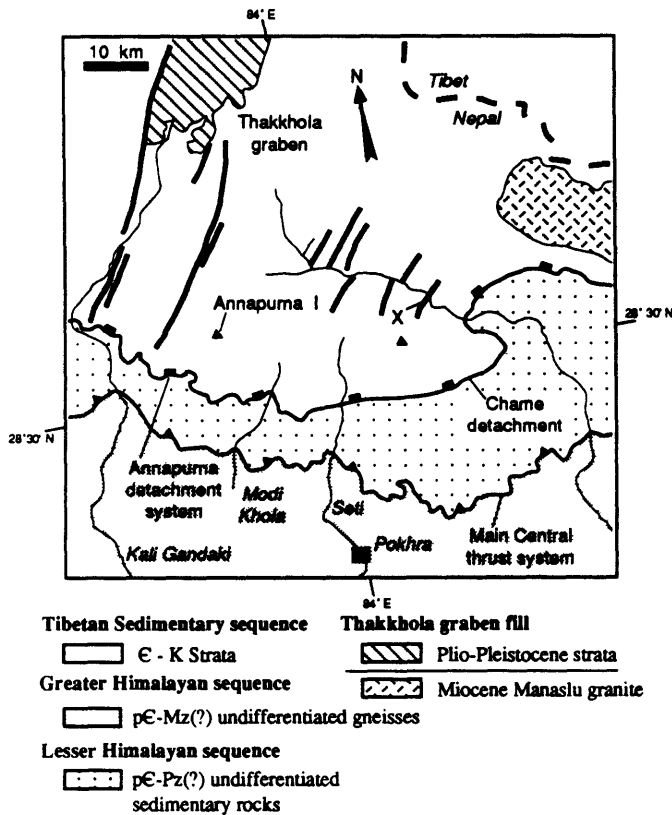 84° E
10 km
N
Tibet
Nepal
Thakkhola
graben
Annapurna I
X
28° 30' N
Chame
detachment
28°30' N
Annapurna
detachment
system
Modi
Khola
Seti
Pokhra
Main Central
thrust system
Kali Gandaki
84° E
Tibetan Sedimentary sequence
Є - K Strata
Greater Himalayan sequence
pЄ-Mz(?) undifferentiated gneisses
Lesser Himalayan sequence
pЄ-Pz(?) undifferentiated
sedimentary rocks
Thakkhola graben fill
Plio-Pleistocene strata
Miocene Manaslu granite